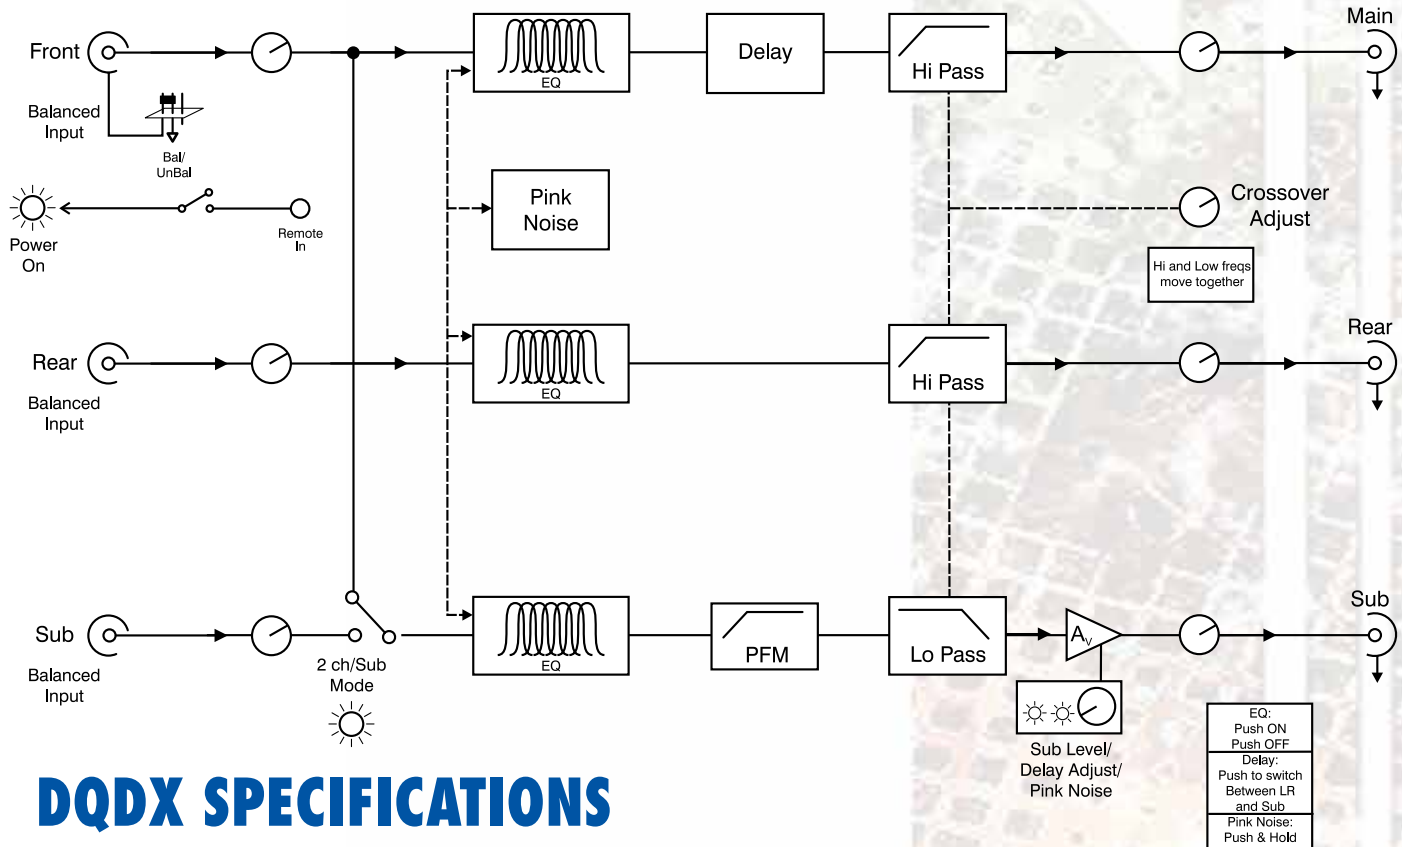 Front
EQ
Delay
Hi Pass
Main
Balanced
Input
Bal/
UnBal
Power
On
Remote
In
Pink
Noise
Crossover
Adjust
Hi and Low freqs
move together
Rear
Balanced
Input
EQ
Hi Pass
Rear
Sub
Balanced
Input
2 ch/Sub
Mode
EQ
PFM
Lo Pass
Av
Sub
Sub Level/
Delay Adjust/
Pink Noise
EQ:
Push ON
Push OFF
Delay:
Push to switch
Between LR
and Sub
Pink Noise:
Push & Hold
DQDX SPECIFICATIONS